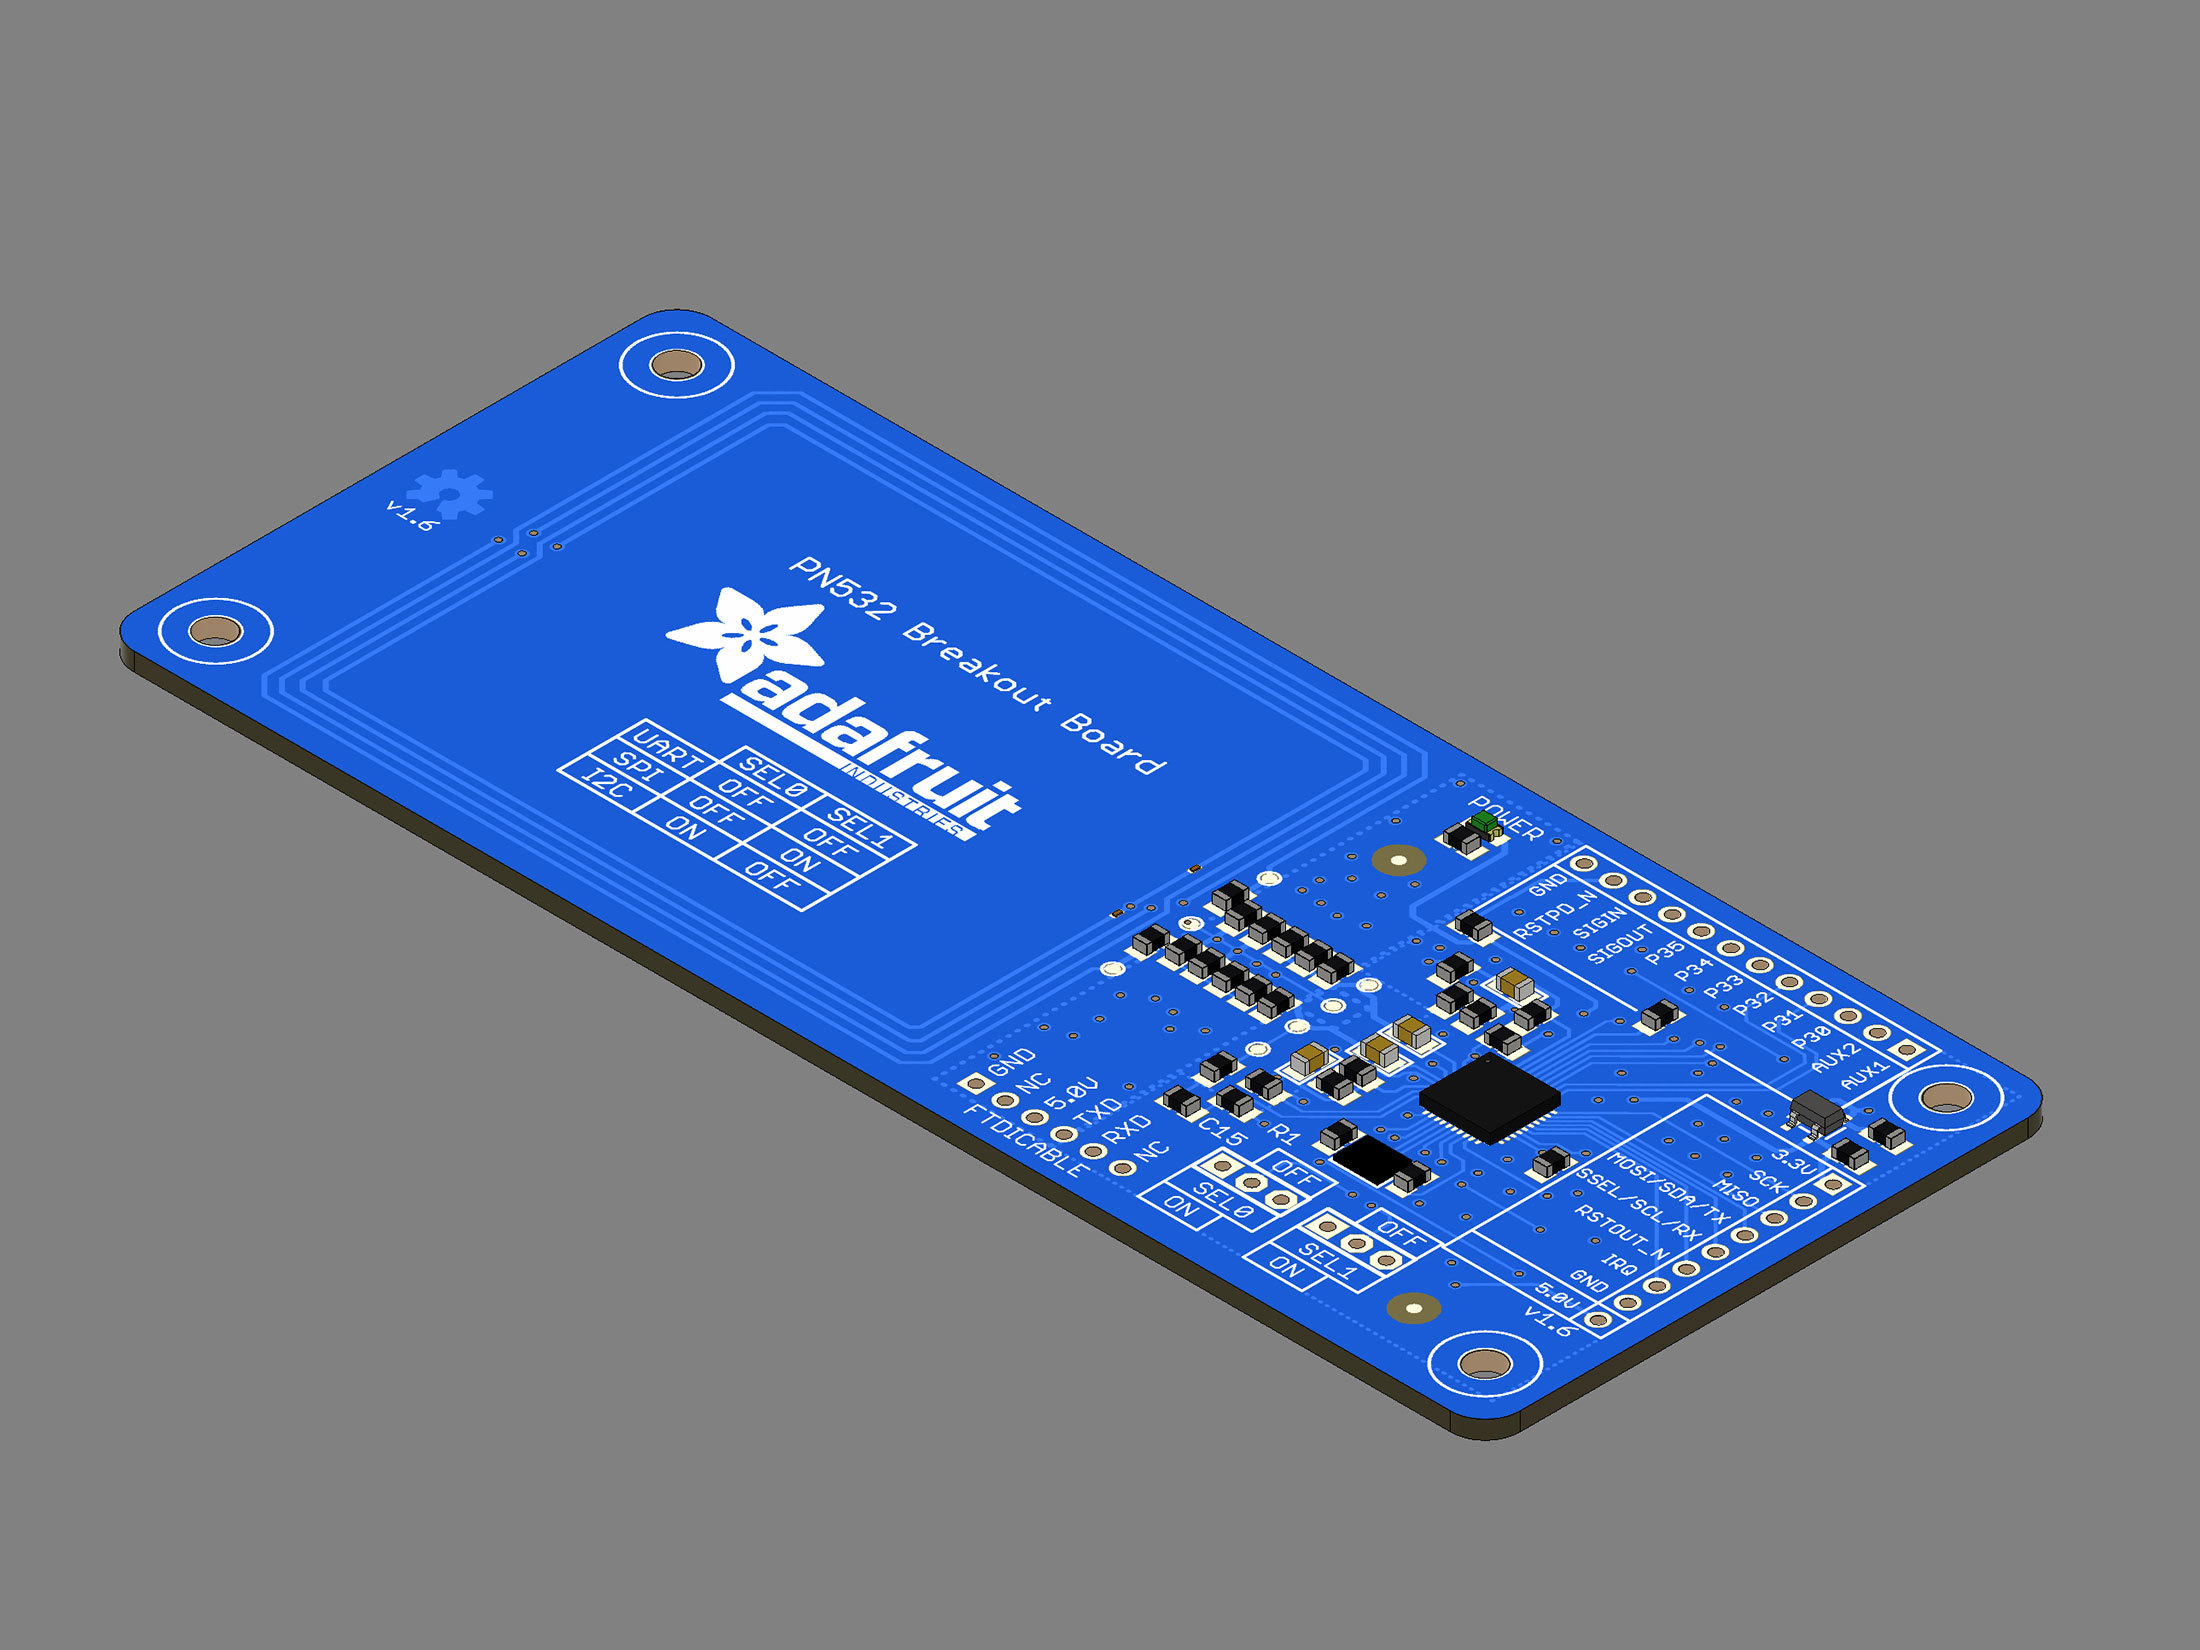 v1.6
PN532 Breakout Board
adafruit
INDUSTRIES
SEL0 SEL1
UART OFF OFF
SPI OFF ON
I2C ON OFF
POWER
GND
RSTPD_N
SIGIN
SIGOUT
P35
P34
P33
P32
P31
P30
AUX2
AUX1
GND
NC
5.0V
TXD
RXD
NC
FTDICABLE
C15
R1
OFF
SEL0
ON
OFF
SEL1
ON
3.3V
SCK
MISO
MOSI/SDA/TX
SSEL/SCL/RX
RSTOUT_N
IRQ
GND
5.0V
v1.6